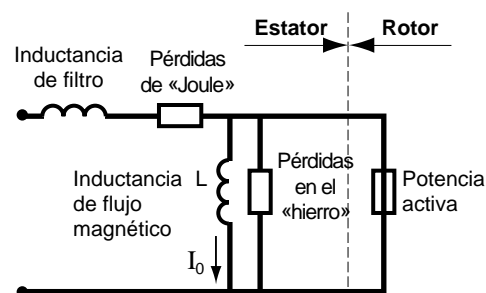 Estator
Rotor
Inductancia
de filtro
Pérdidas
de «Joule»
Inductancia
de flujo
magnético
L
Pérdidas
en el
«hierro»
Potencia
activa
I₀